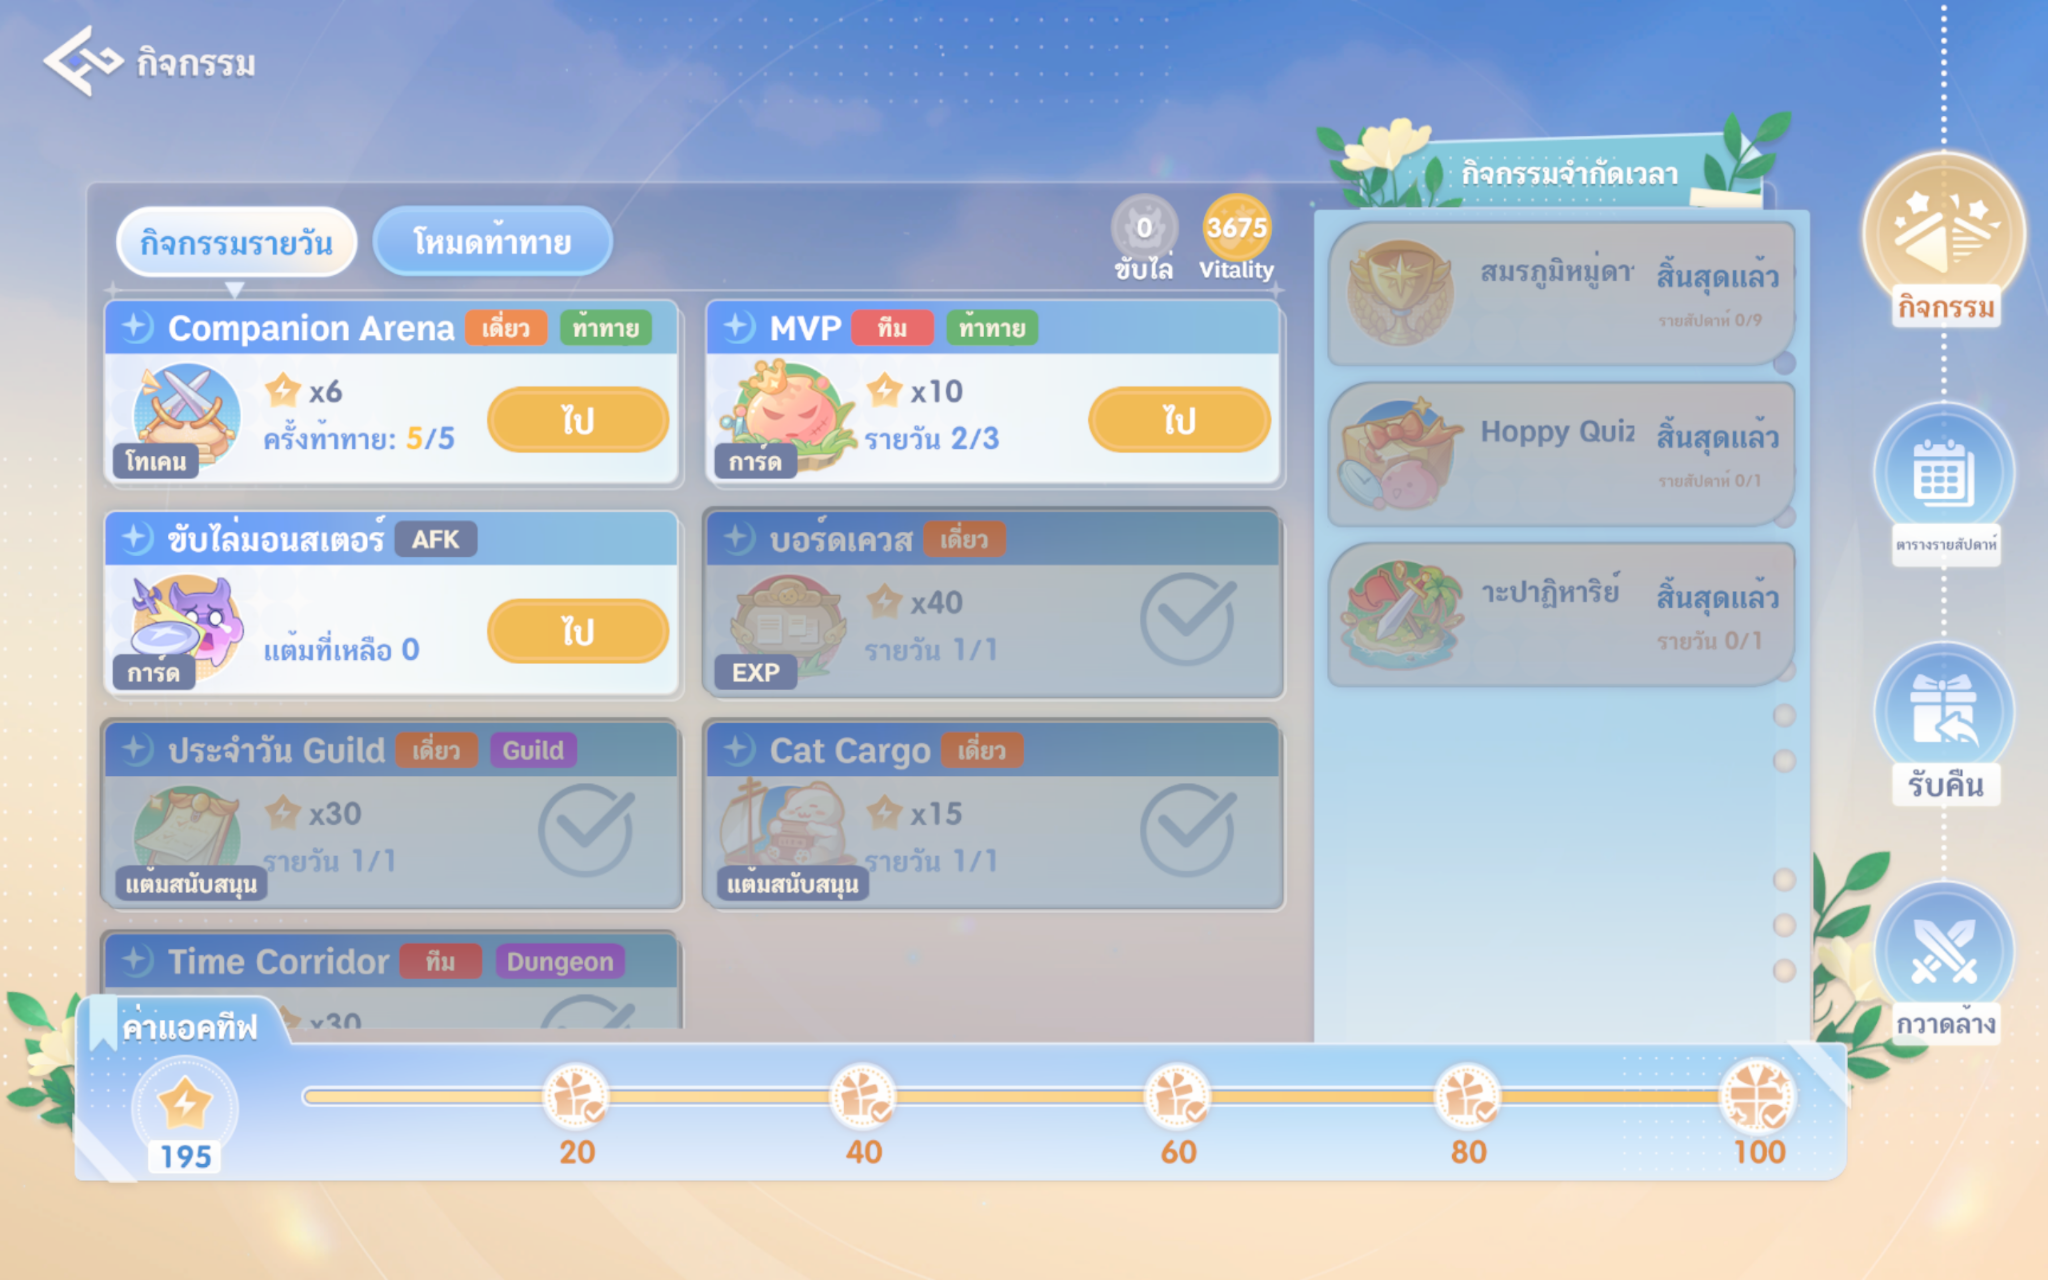 กิจกรรม
กิจกรรมรายวัน
โหมดท้าทาย
0
ขับไล่
3675
Vitality
Companion Arena เดี่ยว ท้าทาย
x6
ครั้งท้าทาย: 5/5
ไป
โทเคน
MVP ทีม ท้าทาย
x10
รายวัน 2/3
ไป
การ์ด
ขับไล่มอนสเตอร์ AFK
แต้มที่เหลือ 0
ไป
การ์ด
บอร์ดเควส เดี่ยว
x40
รายวัน 1/1
EXP
ประจำวัน Guild เดี่ยว Guild
x30
รายวัน 1/1
แต้มสนับสนุน
Cat Cargo เดี่ยว
x15
รายวัน 1/1
แต้มสนับสนุน
Time Corridor ทีม Dungeon
x30
กิจกรรมจำกัดเวลา
สมรภูมิหมู่ดา
สิ้นสุดแล้ว
รายสัปดาห์ 0/9
Hoppy Quiz
สิ้นสุดแล้ว
รายสัปดาห์ 0/1
าะปาฏิหาริย์
สิ้นสุดแล้ว
รายวัน 0/1
กิจกรรม
ตารางรายสัปดาห์
รับคืน
กวาดล้าง
ค่าแอคทีฟ
195
20
40
60
80
100